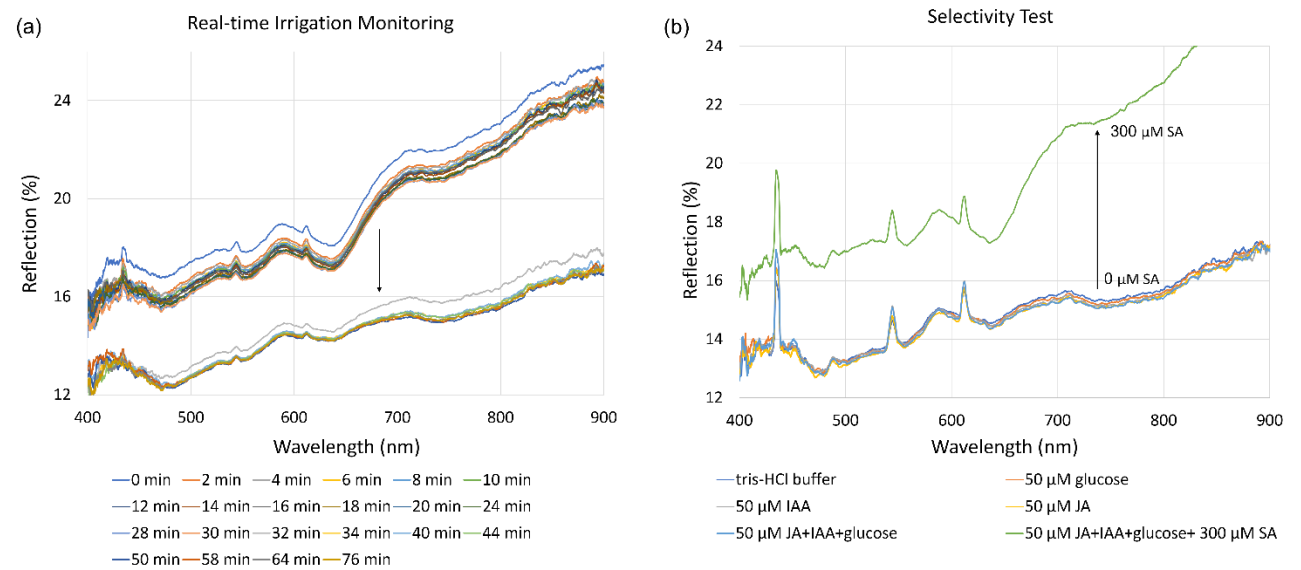 (a)
Real-time Irrigation Monitoring
Reflection (%)
24
20
16
12
400
500
600
700
800
900
Wavelength (nm)
0 min 2 min 4 min 6 min 8 min 10 min
12 min 14 min 16 min 18 min 20 min 24 min
28 min 30 min 32 min 34 min 40 min 44 min
50 min 58 min 64 min 76 min
(b)
Selectivity Test
Reflection (%)
24
22
20
18
16
14
12
300 µM SA
0 µM SA
400
500
600
700
800
900
Wavelength (nm)
tris-HCl buffer 50 µM glucose
50 µM IAA 50 µM JA
50 µM JA+IAA+glucose 50 µM JA+IAA+glucose+ 300 µM SA